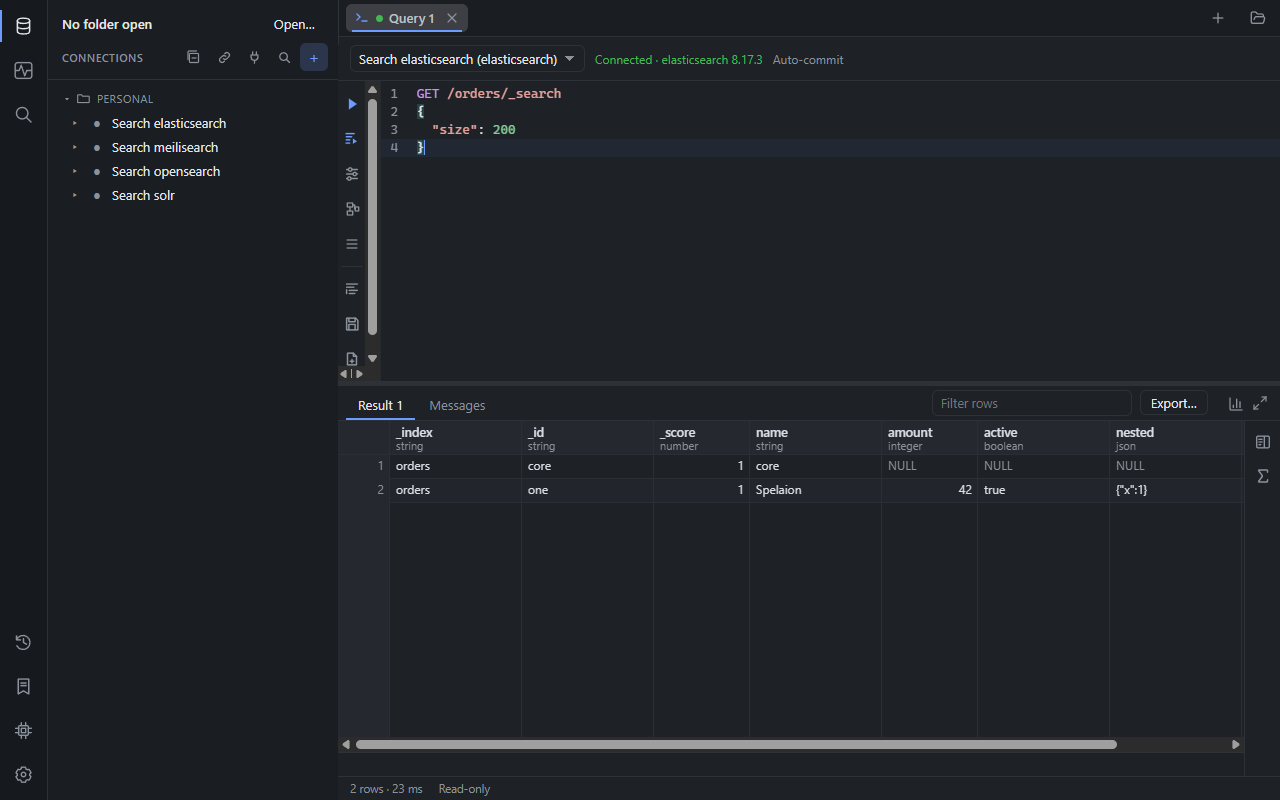 No folder open Open...
CONNECTIONS
PERSONAL
Search elasticsearch
Search meilisearch
Search opensearch
Search solr
Query 1
Search elasticsearch (elasticsearch) Connected · elasticsearch 8.17.3 Auto-commit
1 GET /orders/_search
2 {
3 "size": 200
4 }
Result 1 Messages Filter rows Export...
_index _id _score name amount active nested
string string number string integer boolean json
1 orders core 1 core NULL NULL NULL
2 orders one 1 Spelaion 42 true {"x":1}
2 rows · 23 ms Read-only